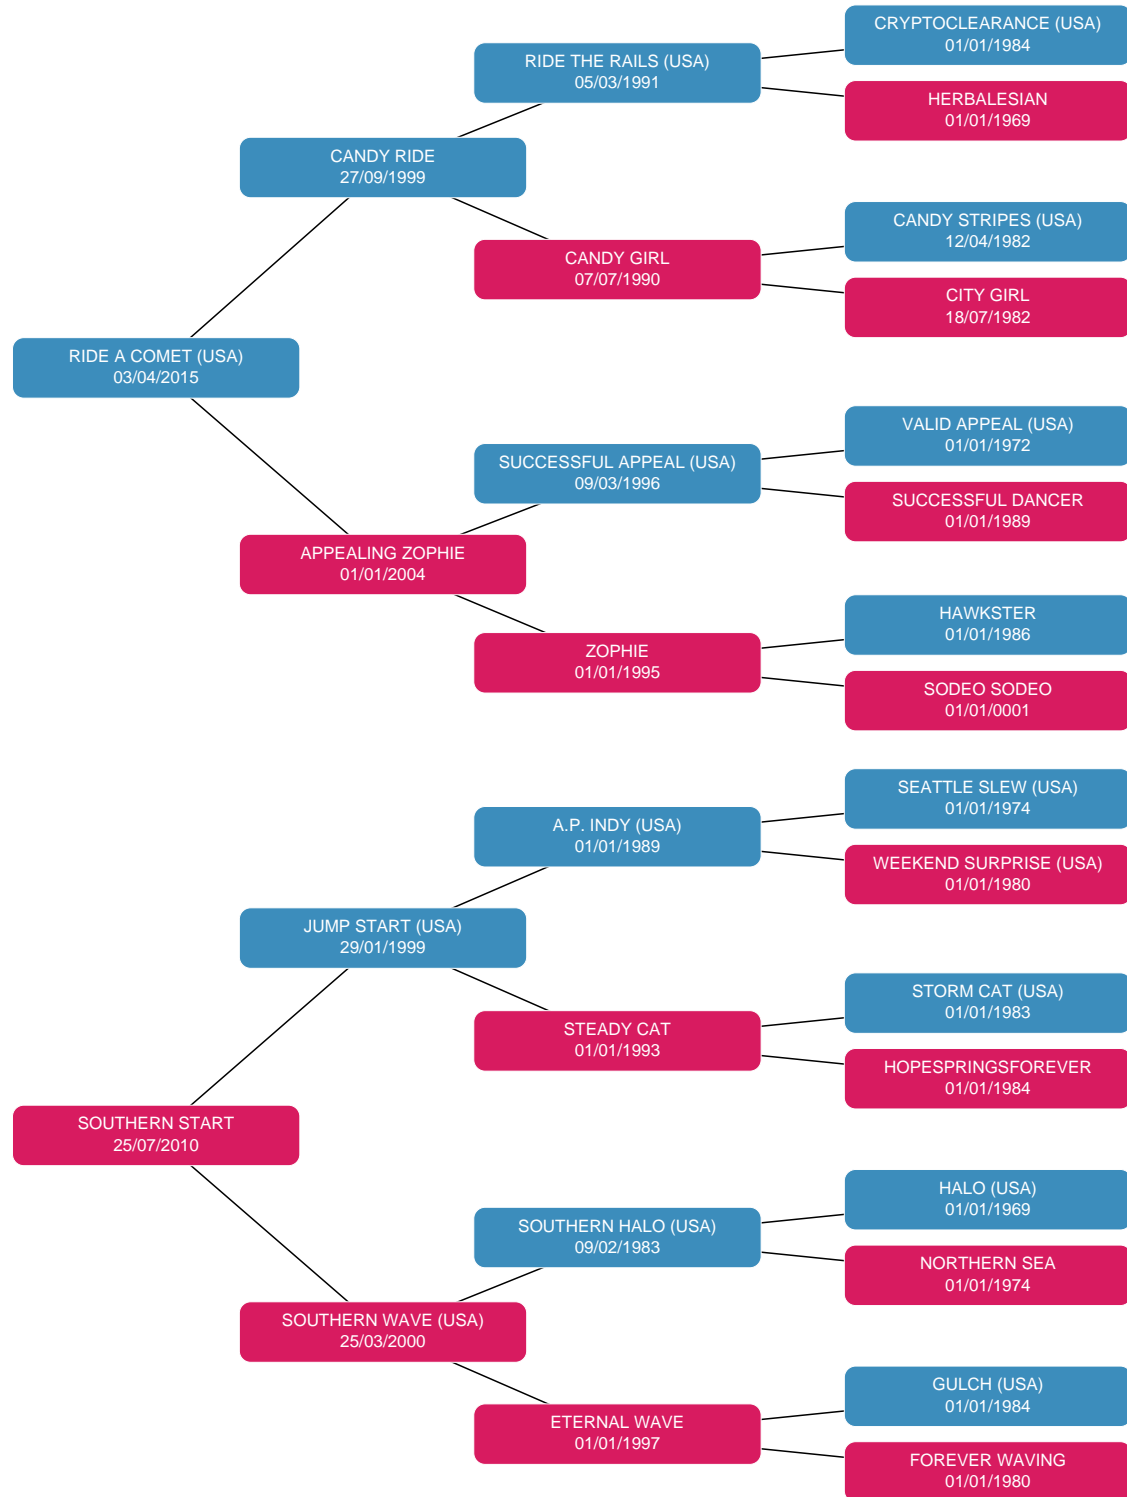 CRYPTOCLEARANCE (USA)
01/01/1984
RIDE THE RAILS (USA)
05/03/1991
HERBALESIAN
01/01/1969
CANDY RIDE
27/09/1999
CANDY STRIPES (USA)
12/04/1982
CANDY GIRL
07/07/1990
CITY GIRL
18/07/1982
RIDE A COMET (USA)
03/04/2015
VALID APPEAL (USA)
01/01/1972
SUCCESSFUL APPEAL (USA)
09/03/1996
SUCCESSFUL DANCER
01/01/1989
APPEALING ZOPHIE
01/01/2004
HAWKSTER
01/01/1986
ZOPHIE
01/01/1995
SODEO SODEO
01/01/0001
SEATTLE SLEW (USA)
01/01/1974
A.P. INDY (USA)
01/01/1989
WEEKEND SURPRISE (USA)
01/01/1980
JUMP START (USA)
29/01/1999
STORM CAT (USA)
01/01/1983
STEADY CAT
01/01/1993
HOPESPRINGSFOREVER
01/01/1984
SOUTHERN START
25/07/2010
HALO (USA)
01/01/1969
SOUTHERN HALO (USA)
09/02/1983
NORTHERN SEA
01/01/1974
SOUTHERN WAVE (USA)
25/03/2000
GULCH (USA)
01/01/1984
ETERNAL WAVE
01/01/1997
FOREVER WAVING
01/01/1980